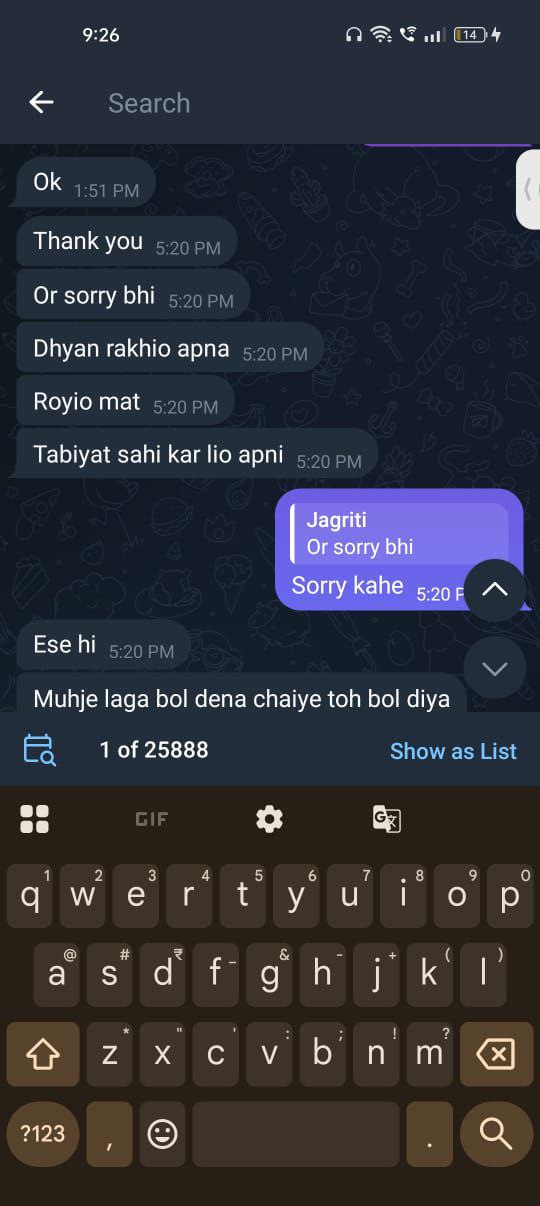 9:26
14
Search
Ok 1:51 PM
Thank you 5:20 PM
Or sorry bhi 5:20 PM
Dhyan rakhio apna 5:20 PM
Royio mat 5:20 PM
Tabiyat sahi kar lio apni 5:20 PM
Jagriti
Or sorry bhi
Sorry kahe 5:20 P
Ese hi 5:20 PM
Muhje laga bol dena chaiye toh bol diya
1 of 25888 Show as List
GIF
1 2 3 4 5 6 7 8 9 0
q w e r t y u i o p
@ # ₹ _ & - + ( )
a s d f g h j k l
* " ' : ; ! ?
z x c v b n m
?123 , .